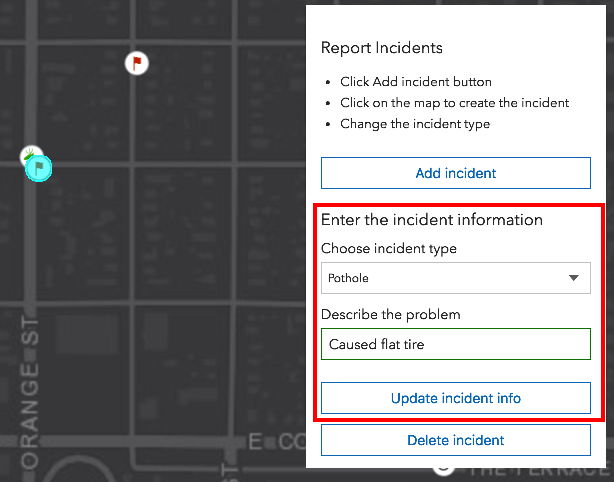 Report Incidents
• Click Add incident button
• Click on the map to create the incident
• Change the incident type
Add incident
Enter the incident information
Choose incident type
Pothole
Describe the problem
Caused flat tire
Update incident info
Delete incident
ORANGE ST
E CO
ST
THE TERRACE